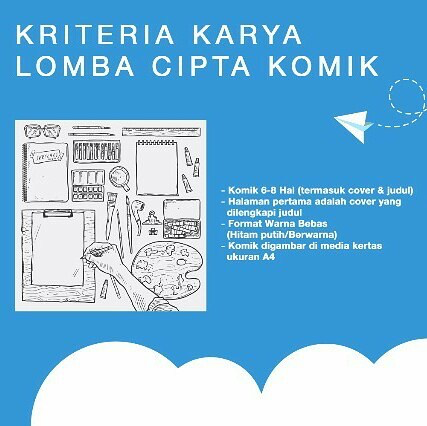 KRITERIA KARYA
LOMBA CIPTA KOMIK
- Komik 6-8 Hal (termasuk cover & judul)
- Halaman pertama adalah cover yang
dilengkapi judul
- Format Warna Bebas
(Hitam putih/Berwarna)
- Komik digambar di media kertas
ukuran A4